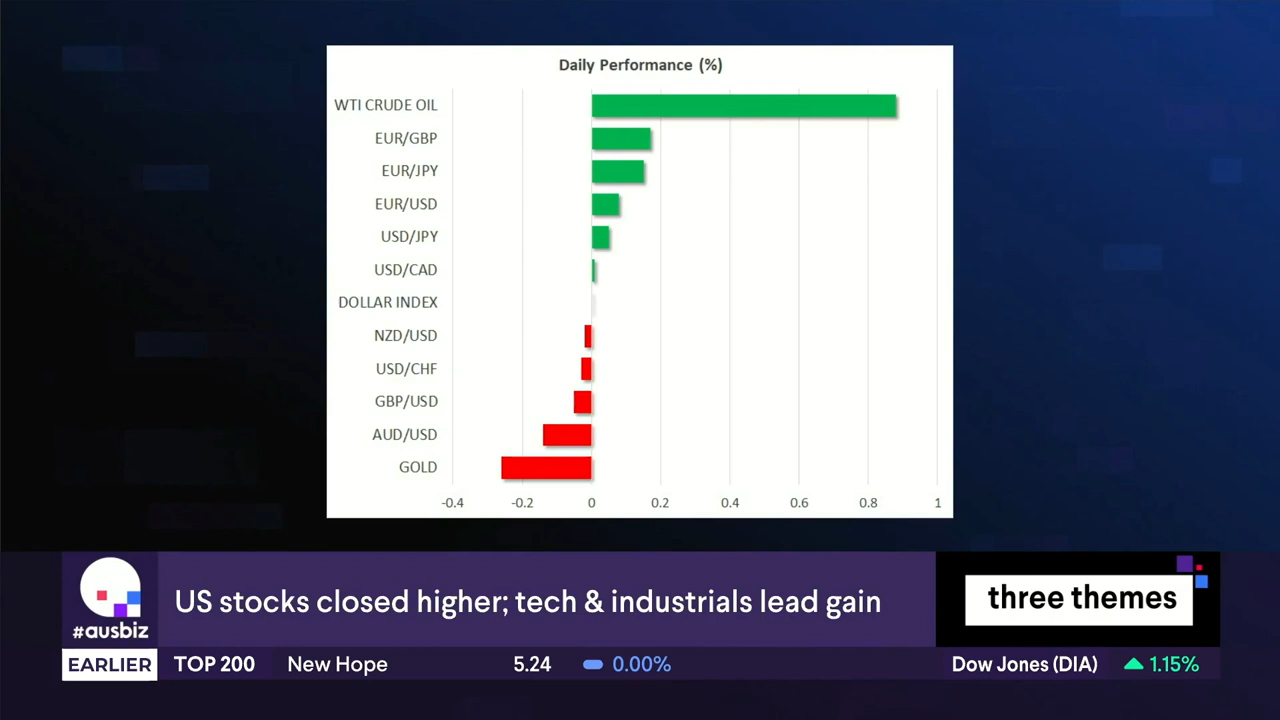 Daily Performance (%)
WTI CRUDE OIL
EUR/GBP
EUR/JPY
EUR/USD
USD/JPY
USD/CAD
DOLLAR INDEX
NZD/USD
USD/CHF
GBP/USD
AUD/USD
GOLD
-0.4 -0.2 0 0.2 0.4 0.6 0.8 1
US stocks closed higher; tech & industrials lead gain
three themes
#ausbiz
EARLIER TOP 200 New Hope 5.24 0.00% Dow Jones (DIA) 1.15%